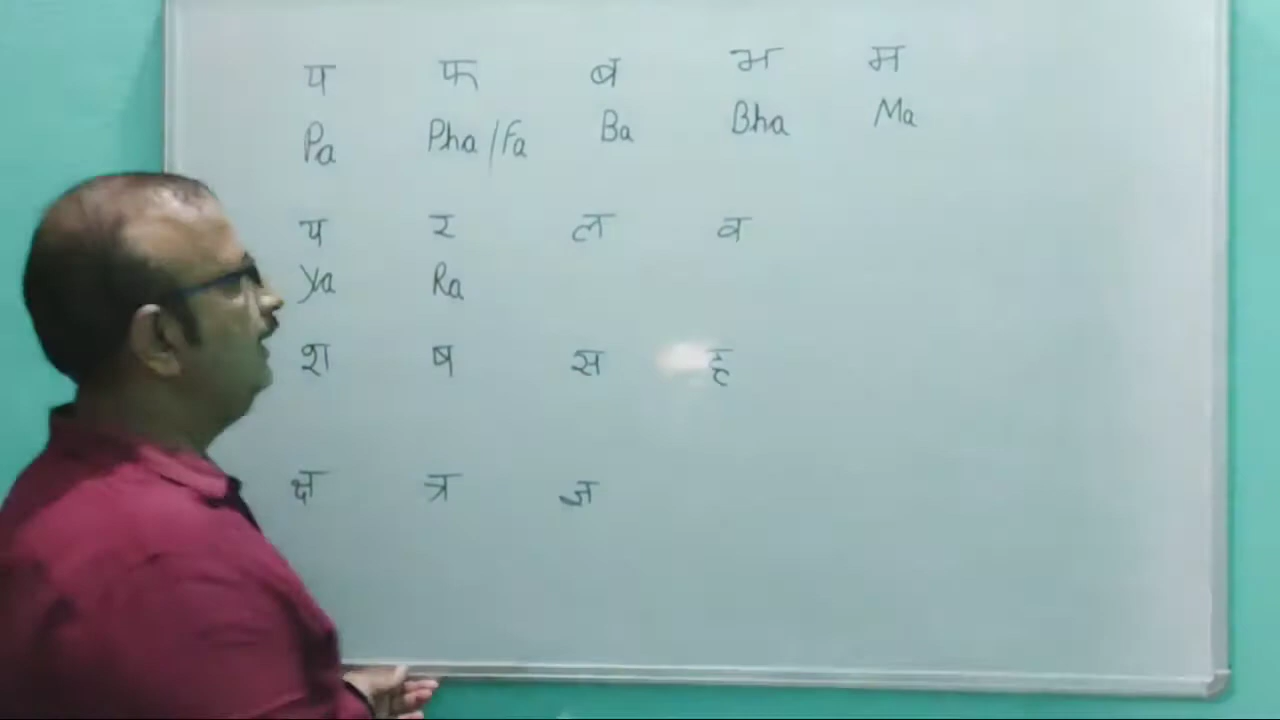 प फ ब भ म
Pa Pha/Fa Ba Bha Ma
य र ल व
Ya Ra
श ष स ह
क्ष त्र ज्ञ